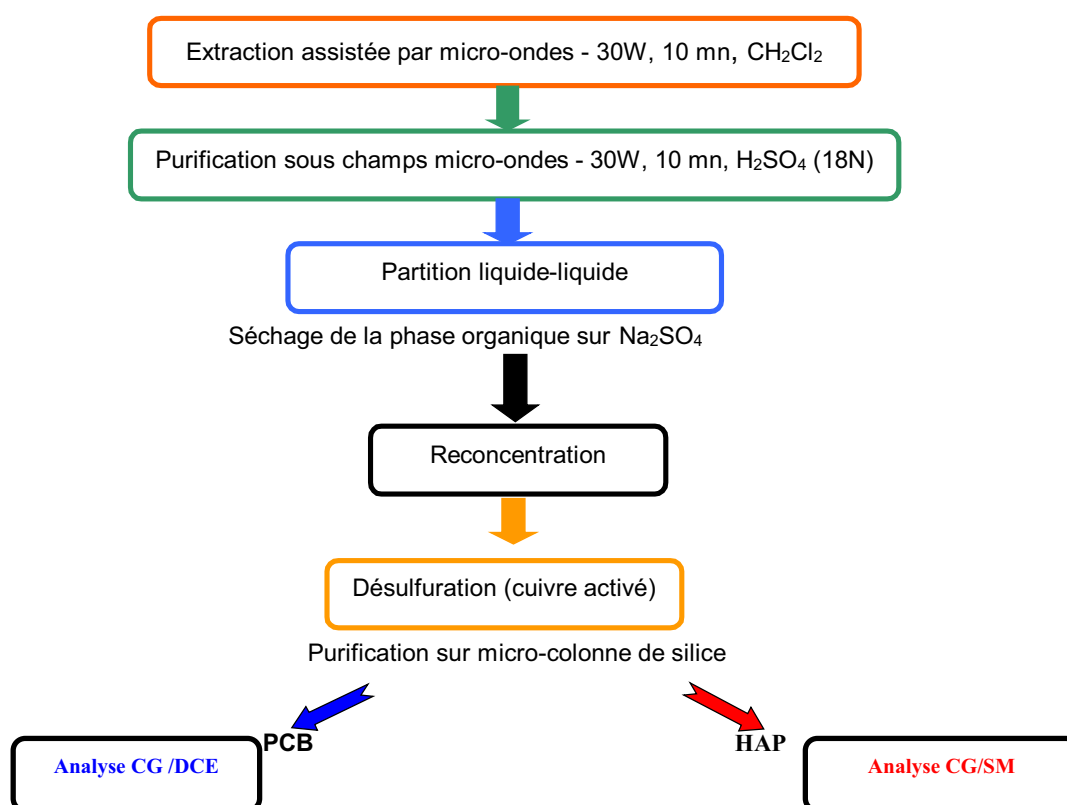 Extraction assistée par micro-ondes - 30W, 10 mn, CH₂Cl₂
Purification sous champs micro-ondes - 30W, 10 mn, H₂SO₄ (18N)
Partition liquide-liquide
Séchage de la phase organique sur Na₂SO₄
Reconcentration
Désulfuration (cuivre activé)
Purification sur micro-colonne de silice
PCB
HAP
Analyse CG /DCE
Analyse CG/SM